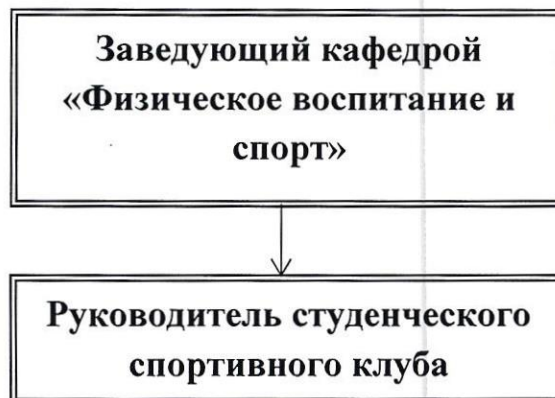 Заведующий кафедрой
«Физическое воспитание и
спорт»
Руководитель студенческого
спортивного клуба